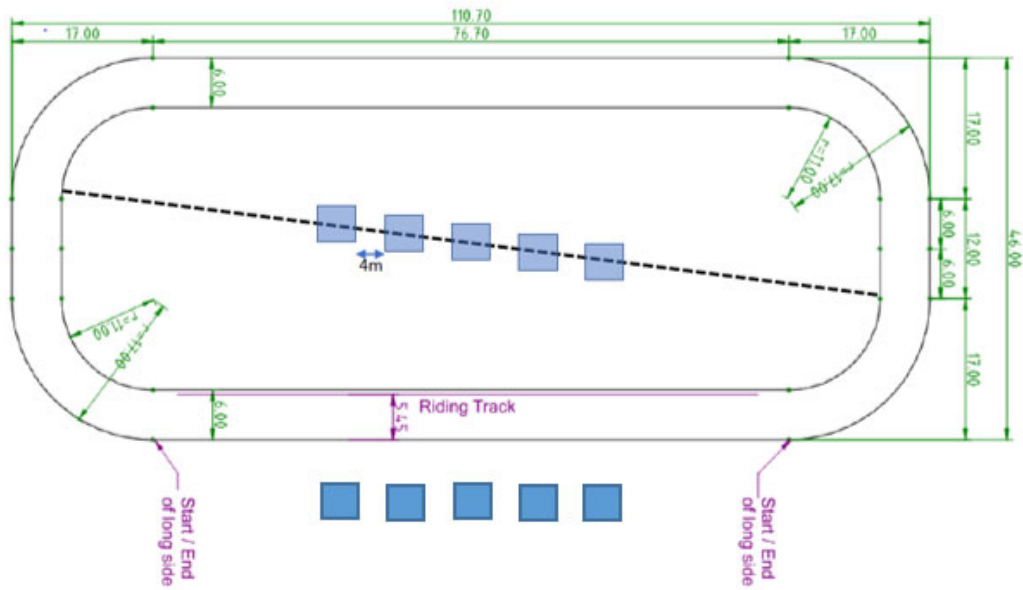 110.70
17.00
76.70
17.00
6.00
17.00
r=11.00
r=17.00
6.00
12.00
46.00
4m
6.00
r=11.00
r=17.00
17.00
6.00
5.45
Riding Track
Start / End
of long side
Start / End
of long side